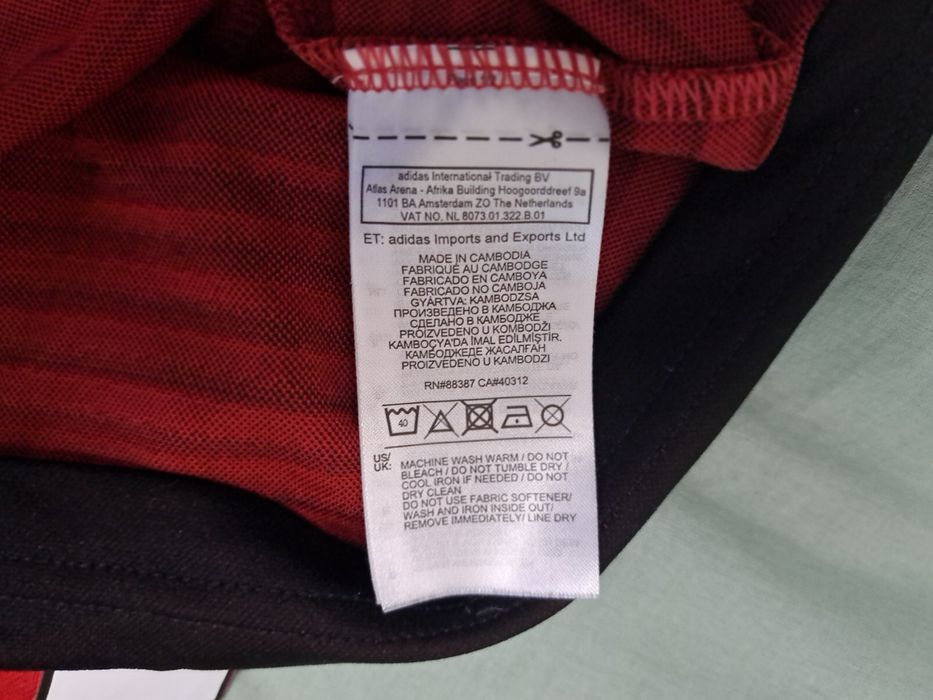 adidas International Trading BV
Atlas Arena - Afrika Building Hoogoorddreef 9a
1101 BA Amsterdam ZO The Netherlands
VAT NO. NL 8073.01.322.B.01
ET: adidas Imports and Exports Ltd
MADE IN CAMBODIA
FABRIQUÉ AU CAMBODGE
FABRICADO EN CAMBOYA
FABRICADO NO CAMBOJA
GYÁRTVA: KAMBODZSA
ПРОИЗВЕДЕНО В КАМБОДЖА
СДЕЛАНО В КАМБОДЖЕ
PROIZVEDENO U KOMBODŽI
KAMBOÇYA'DA İMAL EDİLMİŞTİR.
КАМБОДЖЕДЕ ЖАСАЛҒАН
PROIZVEDENO U KAMBODZI
RN#88387 CA#40312
40
US/
UK: MACHINE WASH WARM / DO NOT
BLEACH / DO NOT TUMBLE DRY /
COOL IRON IF NEEDED / DO NOT
DRY CLEAN
DO NOT USE FABRIC SOFTENER/
WASH AND IRON INSIDE OUT/
REMOVE IMMEDIATELY/ LINE DRY